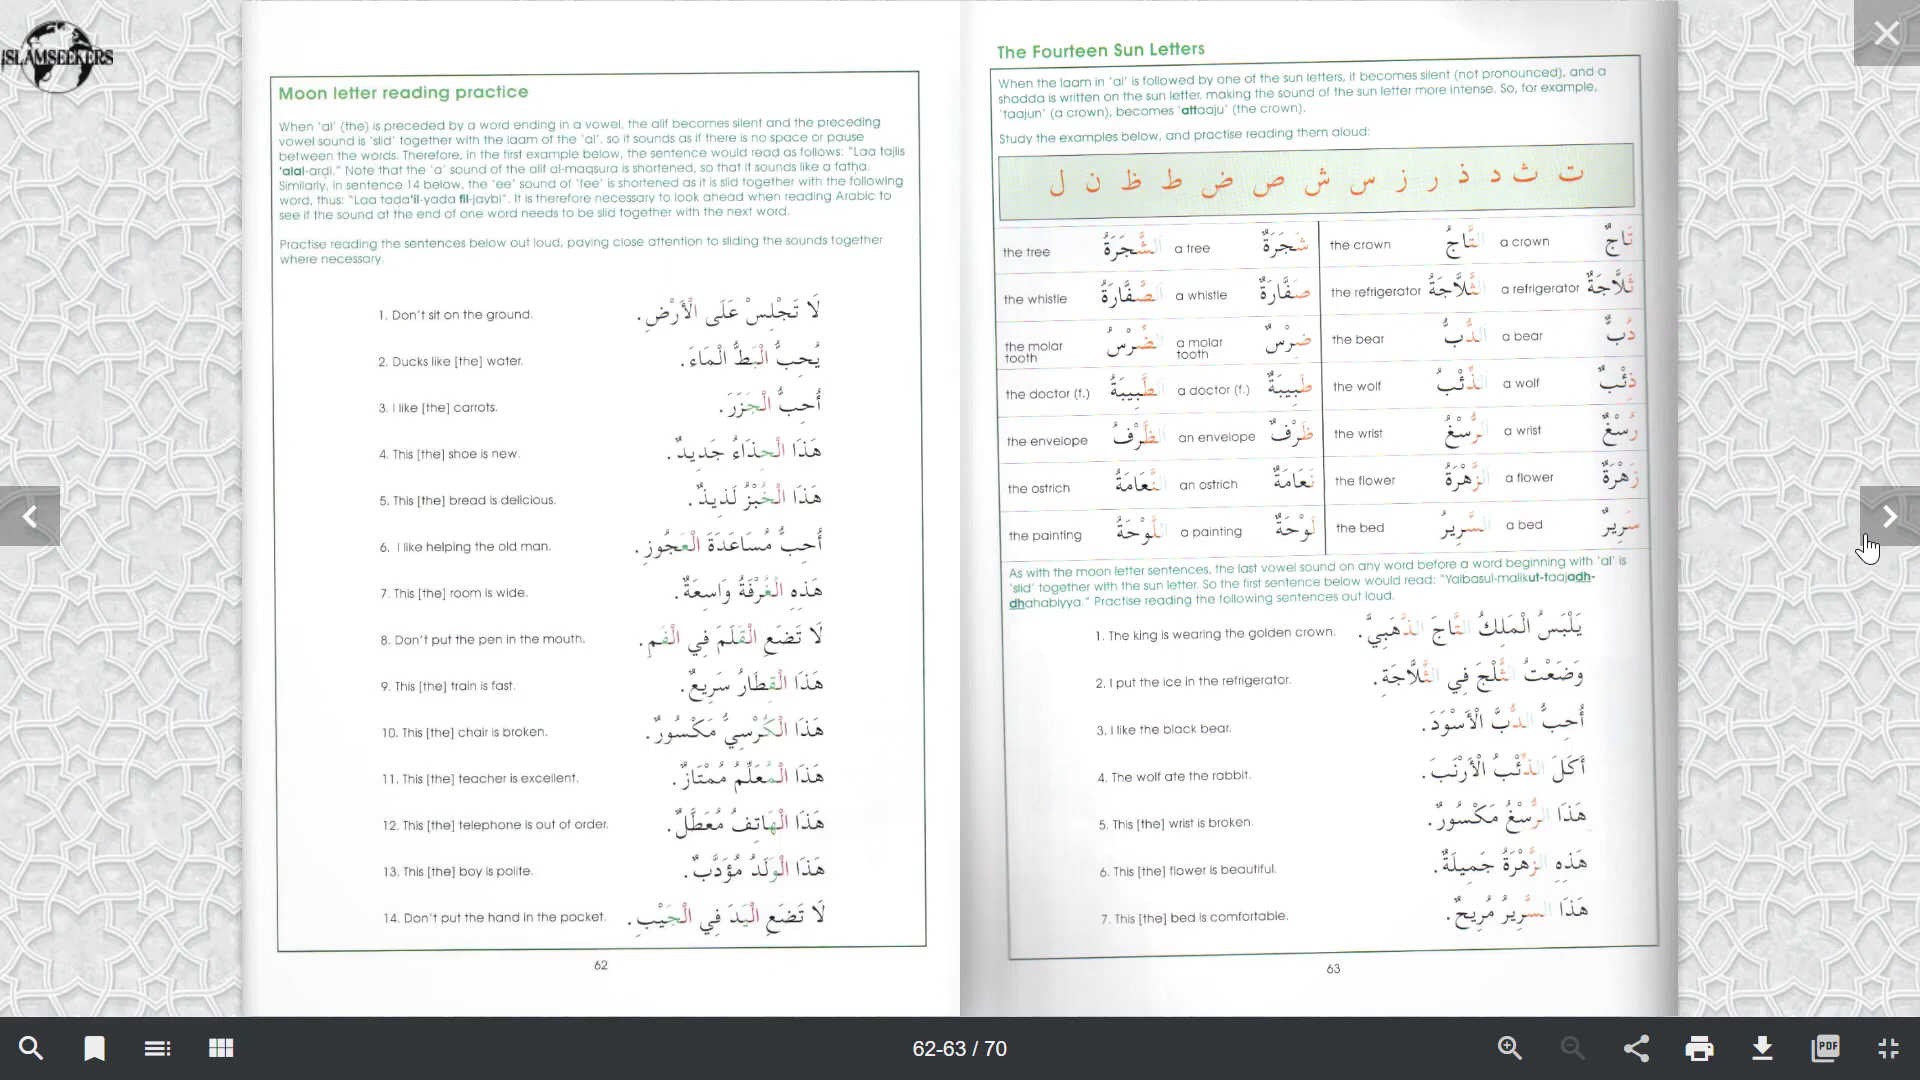 ISLAMSEEKERS
Moon letter reading practice
When 'al' (the) is preceded by a word ending in a vowel, the alif becomes silent and the preceding
vowel sound is 'slid' together with the laam of the 'al', so it sounds as if there is no space or pause
between the words. Therefore, in the first example below, the sentence would read as follows: "Laa tajlis
'alal-arḍi." Note that the 'a' sound of the alif al-maqsura is shortened, so that it sounds like a fatḥa.
Similarly, in sentence 14 below, the 'ee' sound of 'fee' is shortened as it is slid together with the following
word, thus: "Laa taḍa'il-yada fil-jaybi". It is therefore necessary to look ahead when reading Arabic to
see if the sound at the end of one word needs to be slid together with the next word.
Practise reading the sentences below out loud, paying close attention to sliding the sounds together
where necessary.
1. Don't sit on the ground. لَا تَجْلِسْ عَلَى الْأَرْضِ.
2. Ducks like [the] water. يُحِبُّ الْبَطُّ الْمَاءَ.
3. I like [the] carrots. أُحِبُّ الْجَزَرَ.
4. This [the] shoe is new. هَذَا الْحِذَاءُ جَدِيدٌ.
5. This [the] bread is delicious. هَذَا الْخُبْزُ لَذِيذٌ.
6. I like helping the old man. أُحِبُّ مُسَاعَدَةَ الْعَجُوزِ.
7. This [the] room is wide. هَذِهِ الْغُرْفَةُ وَاسِعَةٌ.
8. Don't put the pen in the mouth. لَا تَضَعِ الْقَلَمَ فِي الْفَمِ.
9. This [the] train is fast. هَذَا الْقِطَارُ سَرِيعٌ.
10. This [the] chair is broken. هَذَا الْكُرْسِيُّ مَكْسُورٌ.
11. This [the] teacher is excellent. هَذَا الْمُعَلِّمُ مُمْتَازٌ.
12. This [the] telephone is out of order. هَذَا الْهَاتِفُ مُعَطَّلٌ.
13. This [the] boy is polite. هَذَا الْوَلَدُ مُؤَدَّبٌ.
14. Don't put the hand in the pocket. لَا تَضَعِ الْيَدَ فِي الْجَيْبِ.
62
The Fourteen Sun Letters
When the laam in 'al' is followed by one of the sun letters, it becomes silent (not pronounced), and a
shadda is written on the sun letter, making the sound of the sun letter more intense. So, for example,
'taajun' (a crown), becomes 'attaaju' (the crown).
Study the examples below, and practise reading them aloud:
ت ث د ذ ر ز س ش ص ض ط ظ ن ل
the tree الشَّجَرَةُ a tree شَجَرَةٌ the crown التَّاجُ a crown تَاجٌ
the whistle الصَّفَّارَةُ a whistle صَفَّارَةٌ the refrigerator الثَّلَّاجَةُ a refrigerator ثَلَّاجَةٌ
the molar tooth الضِّرْسُ a molar tooth ضِرْسٌ the bear الدُّبُّ a bear دُبٌّ
the doctor (f.) الطَّبِيبَةُ a doctor (f.) طَبِيبَةٌ the wolf الذِّئْبُ a wolf ذِئْبٌ
the envelope الظَّرْفُ an envelope ظَرْفٌ the wrist الرُّسْغُ a wrist رُسْغٌ
the ostrich النَّعَامَةُ an ostrich نَعَامَةٌ the flower الزَّهْرَةُ a flower زَهْرَةٌ
the painting اللَّوْحَةُ a painting لَوْحَةٌ the bed السَّرِيرُ a bed سَرِيرٌ
As with the moon letter sentences, the last vowel sound on any word before a word beginning with 'al' is
'slid' together with the sun letter. So the first sentence below would read: "Yalbasul-malikut-taajadh-
dhahabiyya." Practise reading the following sentences out loud.
1. The king is wearing the golden crown. يَلْبَسُ الْمَلِكُ التَّاجَ الذَّهَبِيَّ.
2. I put the ice in the refrigerator. وَضَعْتُ الثَّلْجَ فِي الثَّلَّاجَةِ.
3. I like the black bear. أُحِبُّ الدُّبَّ الْأَسْوَدَ.
4. The wolf ate the rabbit. أَكَلَ الذِّئْبُ الْأَرْنَبَ.
5. This [the] wrist is broken. هَذَا الرُّسْغُ مَكْسُورٌ.
6. This [the] flower is beautiful. هَذِهِ الزَّهْرَةُ جَمِيلَةٌ.
7. This [the] bed is comfortable. هَذَا السَّرِيرُ مُرِيحٌ.
63
62-63 / 70
PDF